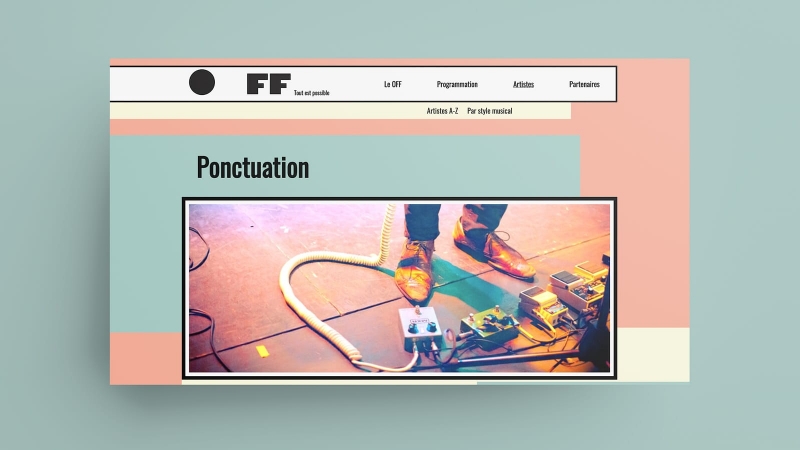 FF Tout est possible
Le OFF Programmation Artistes Partenaires
Artistes A-Z Par style musical
Ponctuation